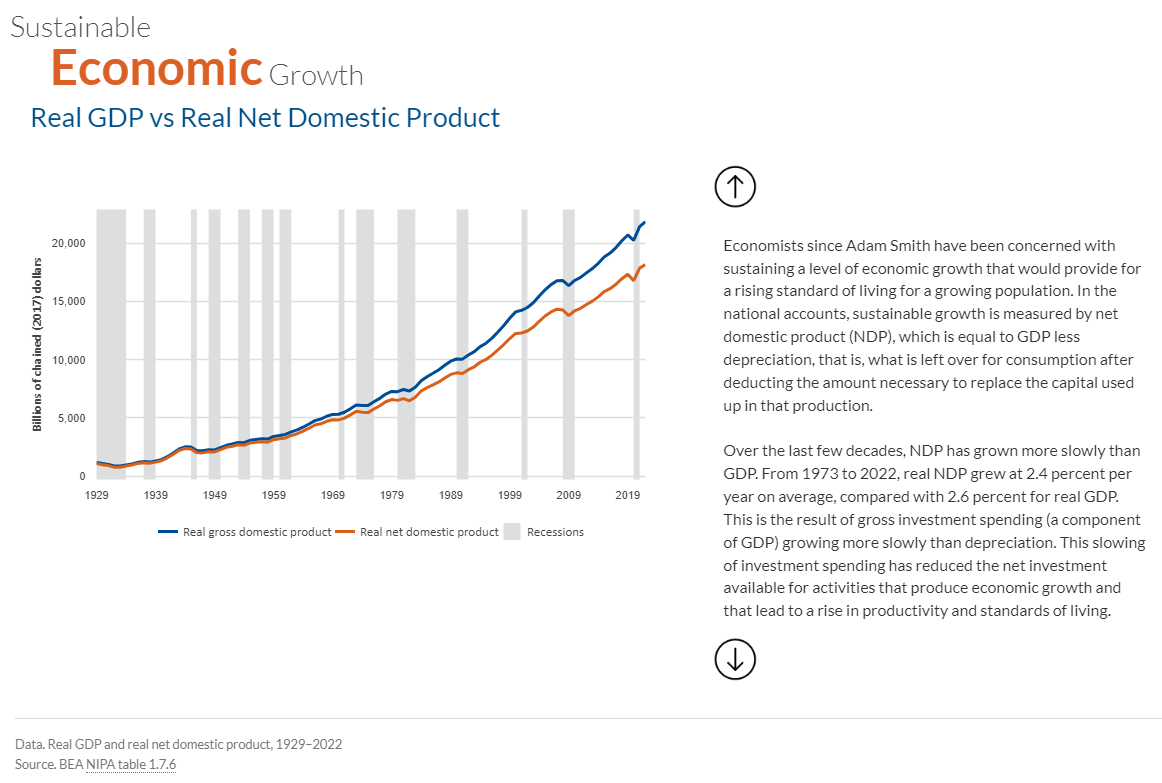 Sustainable
Economic Growth
Real GDP vs Real Net Domestic Product
Billions of chained (2017) dollars
20,000
15,000
10,000
5,000
0
1929 1939 1949 1959 1969 1979 1989 1999 2009 2019
Real gross domestic product Real net domestic product Recessions
Economists since Adam Smith have been concerned with
sustaining a level of economic growth that would provide for
a rising standard of living for a growing population. In the
national accounts, sustainable growth is measured by net
domestic product (NDP), which is equal to GDP less
depreciation, that is, what is left over for consumption after
deducting the amount necessary to replace the capital used
up in that production.
Over the last few decades, NDP has grown more slowly than
GDP. From 1973 to 2022, real NDP grew at 2.4 percent per
year on average, compared with 2.6 percent for real GDP.
This is the result of gross investment spending (a component
of GDP) growing more slowly than depreciation. This slowing
of investment spending has reduced the net investment
available for activities that produce economic growth and
that lead to a rise in productivity and standards of living.
Data. Real GDP and real net domestic product, 1929–2022
Source. BEA NIPA table 1.7.6